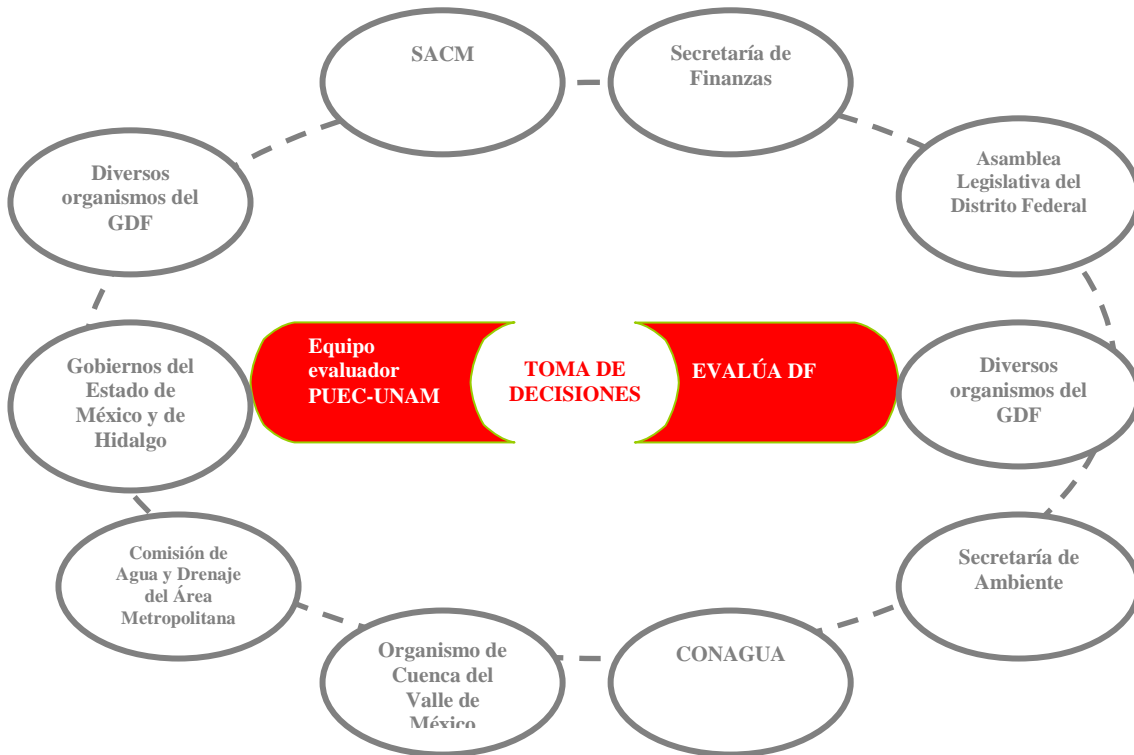 SACM
Secretaría de
Finanzas
Asamblea
Legislativa del
Distrito Federal
Diversos
organismos del
GDF
Gobiernos del
Estado de
México y de
Hidalgo
Equipo
evaluador
PUEC-UNAM
TOMA DE
DECISIONES
EVALÚA DF
Diversos
organismos del
GDF
Comisión de
Agua y Drenaje
del Área
Metropolitana
Secretaría de
Ambiente
Organismo de
Cuenca del
Valle de
México
CONAGUA